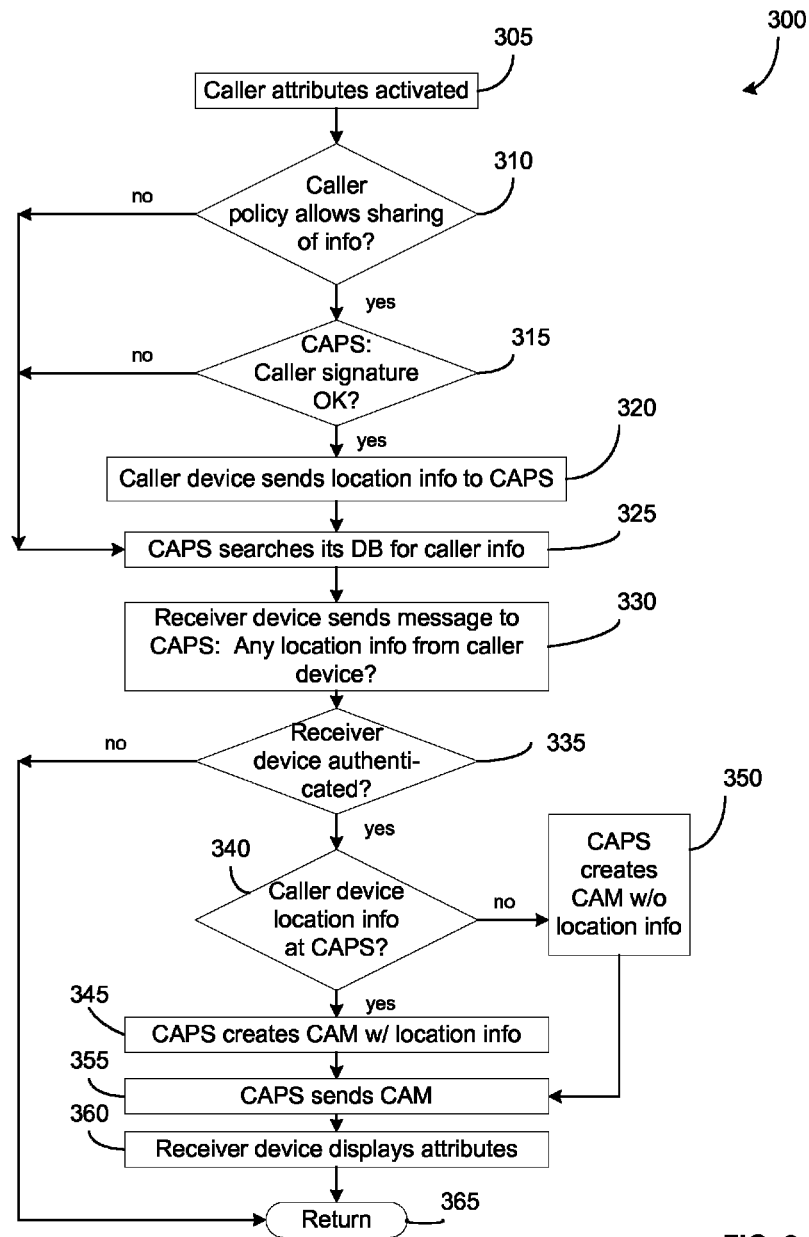 300
305
Caller attributes activated
310
Caller
policy allows sharing
of info?
no
yes
315
CAPS:
Caller signature
OK?
no
yes
320
Caller device sends location info to CAPS
325
CAPS searches its DB for caller info
330
Receiver device sends message to
CAPS: Any location info from caller
device?
335
Receiver
device authenti-
cated?
no
yes
340
Caller device
location info
at CAPS?
no
yes
350
CAPS
creates
CAM w/o
location info
345
CAPS creates CAM w/ location info
355
CAPS sends CAM
360
Receiver device displays attributes
Return
365